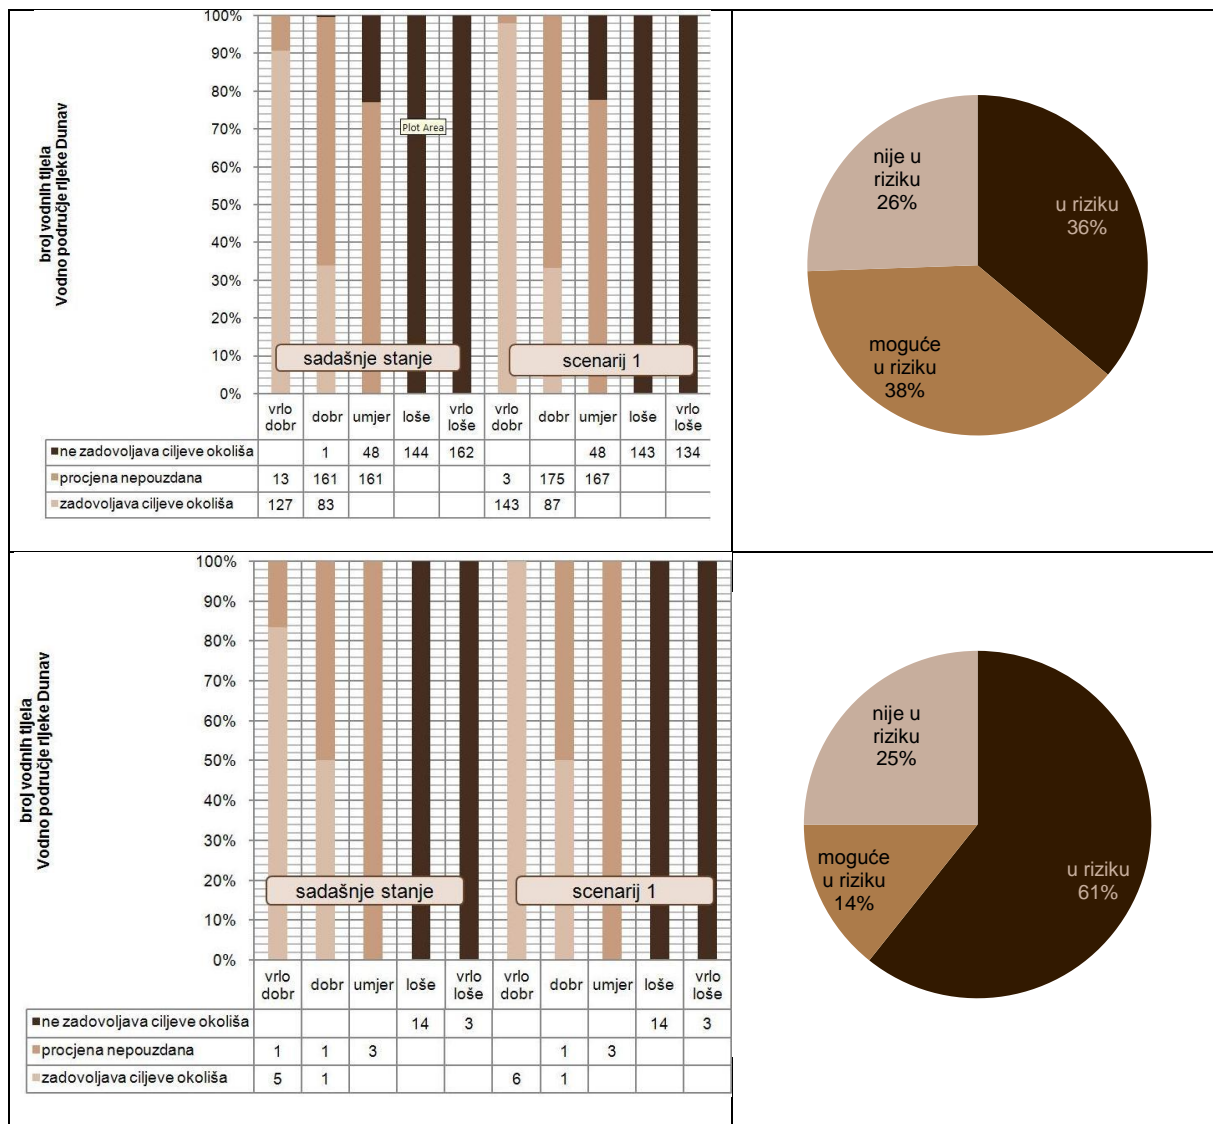 broj vodnih tijela
Vodno područje rijeke Dunav
100%
90%
80%
70%
60%
50%
40%
30%
20%
10%
0%
Plot Area
sadašnje stanje
scenarij 1
vrlo dobr dobr umjer loše vrlo loše vrlo dobr dobr umjer loše vrlo loše
ne zadovoljava ciljeve okoliša 1 48 144 162 48 143 134
procjena nepouzdana 13 161 161 3 175 167
zadovoljava ciljeve okoliša 127 83 143 87
nije u
riziku
26%
u riziku
36%
moguće
u riziku
38%
broj vodnih tijela
Vodno područje rijeke Dunav
100%
90%
80%
70%
60%
50%
40%
30%
20%
10%
0%
sadašnje stanje
scenarij 1
vrlo dobr dobr umjer loše vrlo loše vrlo dobr dobr umjer loše vrlo loše
ne zadovoljava ciljeve okoliša 14 3 14 3
procjena nepouzdana 1 1 3 1 3
zadovoljava ciljeve okoliša 5 1 6 1
nije u
riziku
25%
moguće
u riziku
14%
u riziku
61%